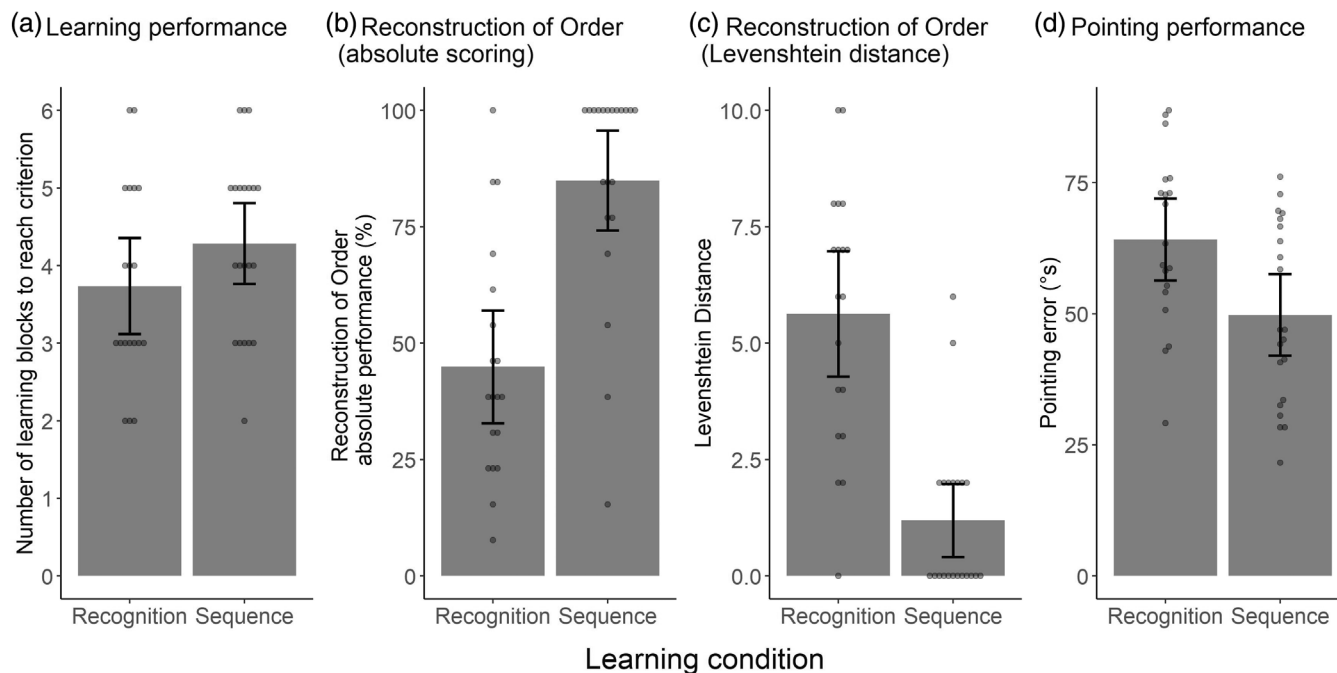 (a) Learning performance
Number of learning blocks to reach criterion
6
5
4
3
2
1
0
Recognition Sequence
(b) Reconstruction of Order
(absolute scoring)
Reconstruction of Order
absolute performance (%)
100
75
50
25
0
Recognition Sequence
(c) Reconstruction of Order
(Levenshtein distance)
Levenshtein Distance
10.0
7.5
5.0
2.5
0.0
Recognition Sequence
(d) Pointing performance
Pointing error (°s)
75
50
25
0
Recognition Sequence
Learning condition